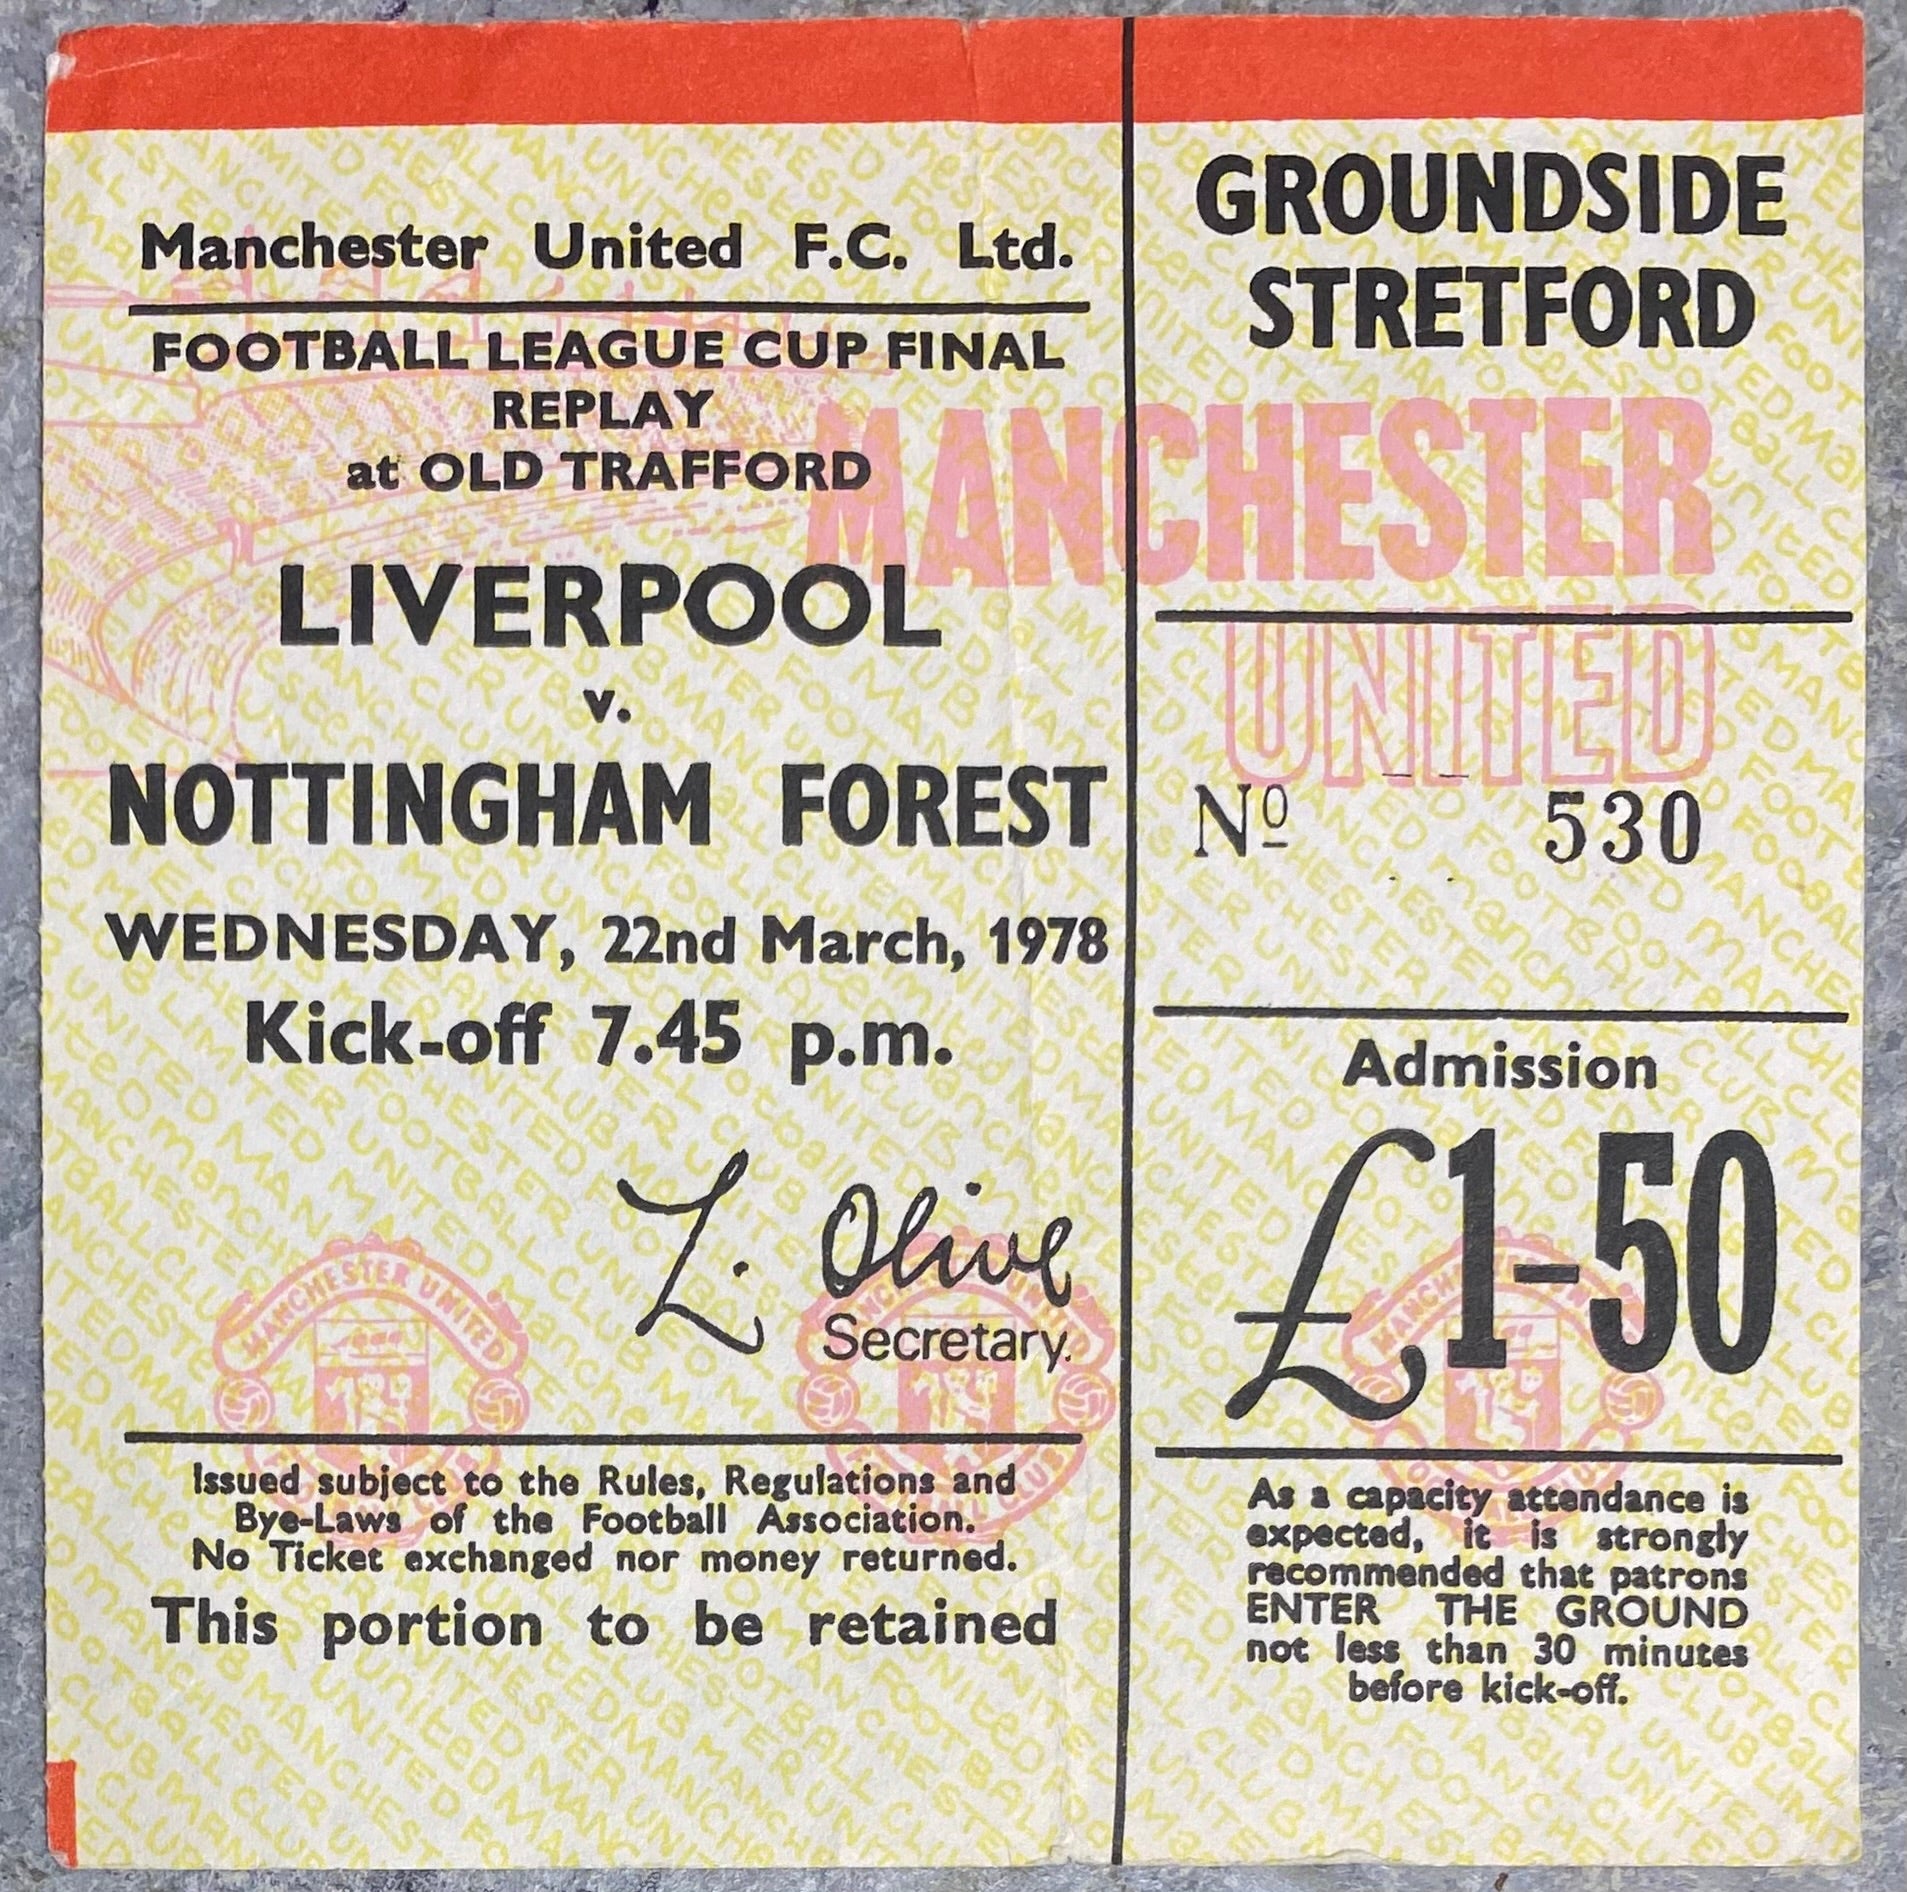 Manchester United F.C. Ltd.
FOOTBALL LEAGUE CUP FINAL
REPLAY
at OLD TRAFFORD
LIVERPOOL
v.
NOTTINGHAM FOREST
WEDNESDAY, 22nd March, 1978
Kick-off 7.45 p.m.
L. Olive
Secretary.
Issued subject to the Rules, Regulations and
Bye-Laws of the Football Association.
No Ticket exchanged nor money returned.
This portion to be retained
GROUNDSIDE
STRETFORD
MANCHESTER
UNITED
Nº 530
Admission
£1-50
As a capacity attendance is
expected, it is strongly
recommended that patrons
ENTER THE GROUND
not less than 30 minutes
before kick-off.
MANCHESTER UNITED